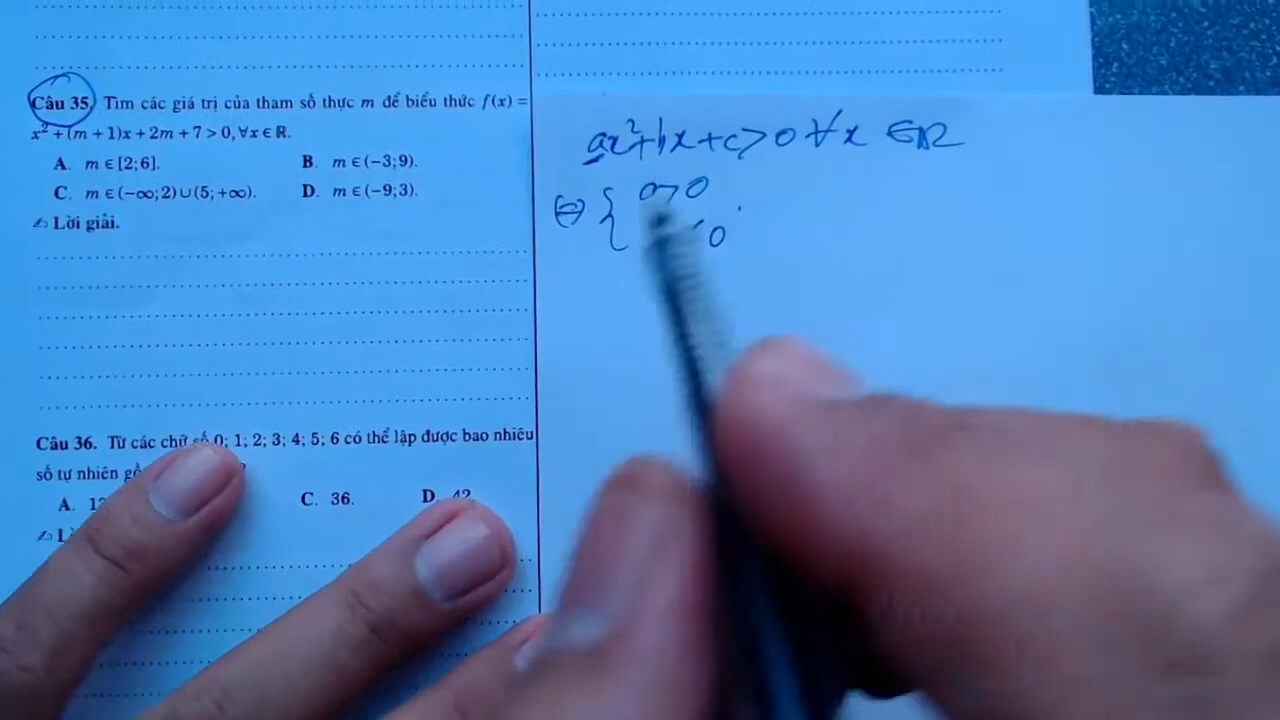 Câu 35. Tìm các giá trị của tham số thực m để biểu thức f(x) =
x² + (m + 1)x + 2m + 7 > 0, ∀x ∈ ℝ.
A. m ∈ [2; 6]. B. m ∈ (−3; 9).
C. m ∈ (−∞; 2) ∪ (5; +∞). D. m ∈ (−9; 3).
✍ Lời giải.
Câu 36. Từ các chữ số 0; 1; 2; 3; 4; 5; 6 có thể lập được bao nhiêu
số tự nhiên
A. C. 36. D. 42
ax² + bx + c > 0 ∀x ∈ ℝ
⇔ { a > 0
< 0